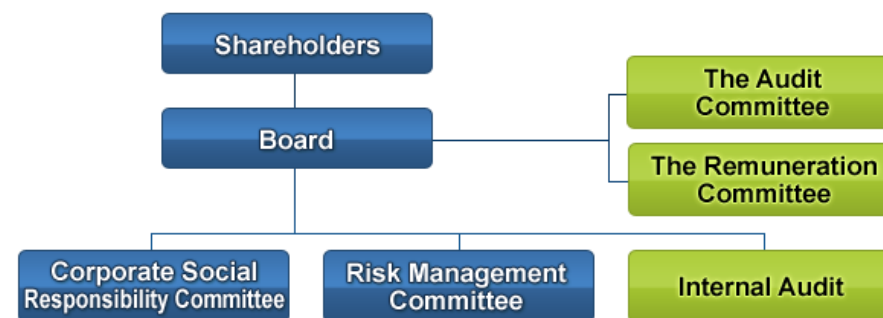 Shareholders
The Audit
Committee
Board
The Remuneration
Committee
Corporate Social
Responsibility Committee
Risk Management
Committee
Internal Audit